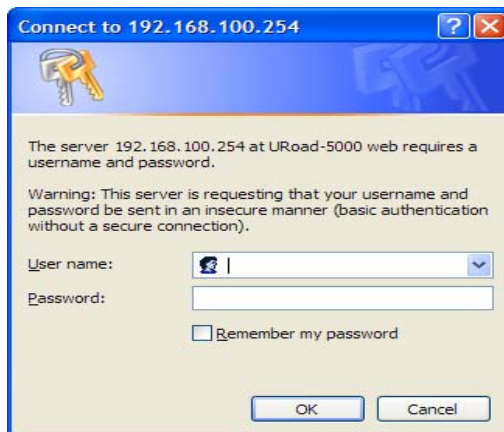 Connect to 192.168.100.254
The server 192.168.100.254 at URoad-5000 web requires a
username and password.
Warning: This server is requesting that your username and
password be sent in an insecure manner (basic authentication
without a secure connection).
User name:
Password:
Remember my password
OK
Cancel